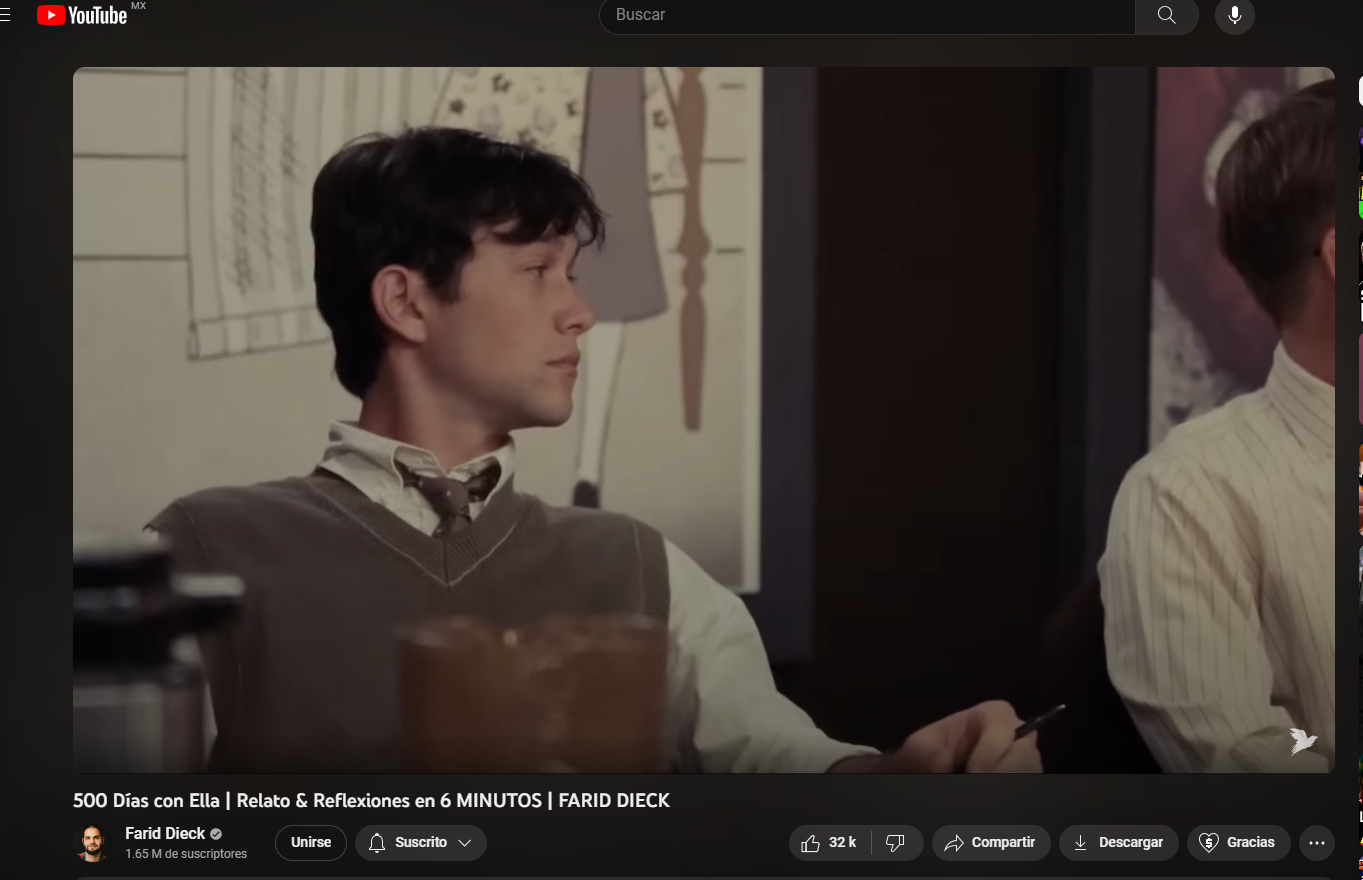 YouTube MX
Buscar
500 Días con Ella | Relato & Reflexiones en 6 MINUTOS | FARID DIECK
Farid Dieck
1.65 M de suscriptores
Unirse
Suscrito
32 k
Compartir
Descargar
Gracias